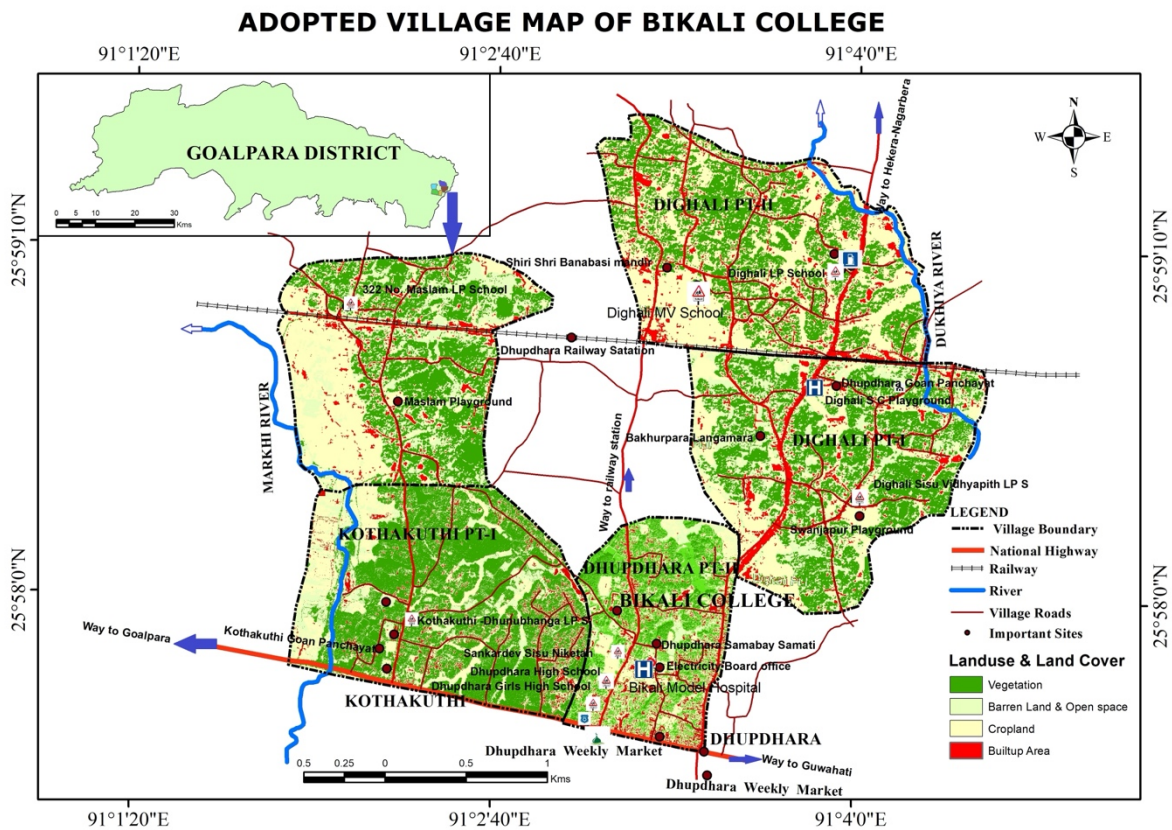 ADOPTED VILLAGE MAP OF BIKALI COLLEGE
91°1'20"E
91°2'40"E
91°4'0"E
GOALPARA DISTRICT
0 5 10 20 30
Kms
N
W E
S
Way to Hekera-Nagarbera
25°59'10"N
25°59'10"N
DIGHALI PT-II
Shiri Shri Banabasi mandir
Dighali LP School
322 No. Maslam LP School
Dighali MV School
DUKHIYA RIVER
Dhupdhara Railway Satation
Dhupdhara Goan Panchayat
Dighali S C Playground
Maslam Playground
MARKHI RIVER
Bakhurpara-Langamara
DIGHALI PT-I
Way to railway station
Dighali Sisu Vidhyapith LP S
Swanjapur Playground
KOTHAKUTHI PT-I
DHUPDHARA PT-II
BIKALI COLLEGE
25°58'0"N
25°58'0"N
Way to Goalpara
Kothakuthi Goan Panchayat
Kothakuthi -Dhunubhanga LP S
Sankardev Sisu Niketan
Dhupdhara Samabay Samati
Dhupdhara High School
Electricity Board office
Dhupdhara Girls High School
Bikali Model Hospital
KOTHAKUTHI
DHUPDHARA
Dhupdhara Weekly Market
Way to Guwahati
Dhupdhara Weekly Market
0.5 0.25 0 0.5 1
Kms
LEGEND
Village Boundary
National Highway
Railway
River
Village Roads
Important Sites
Landuse & Land Cover
Vegetation
Barren Land & Open space
Cropland
Builtup Area
91°1'20"E
91°2'40"E
91°4'0"E